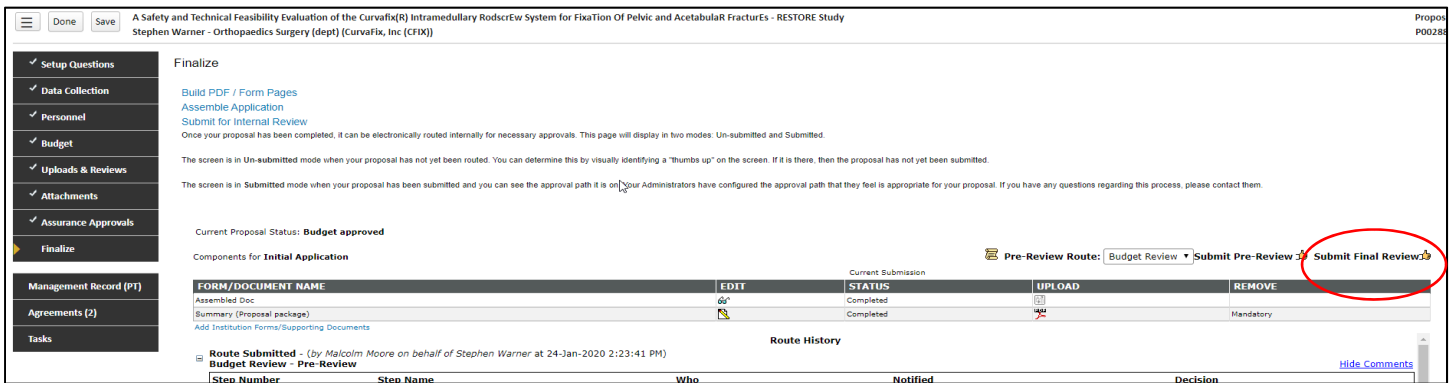 Done Save A Safety and Technical Feasibility Evaluation of the Curvafix(R) Intramedullary RodscrEw System for FixaTion Of Pelvic and AcetabulaR FracturEs - RESTORE Study
Propos
Stephen Warner - Orthopaedics Surgery (dept) (CurvaFix, Inc (CFIX))
P00288
Setup Questions
Data Collection
Personnel
Budget
Uploads & Reviews
Attachments
Assurance Approvals
Finalize
Management Record (PT)
Agreements (2)
Tasks
Finalize
Build PDF / Form Pages
Assemble Application
Submit for Internal Review
Once your proposal has been completed, it can be electronically routed internally for necessary approvals. This page will display in two modes: Un-submitted and Submitted.
The screen is in Un-submitted mode when your proposal has not yet been routed. You can determine this by visually identifying a "thumbs up" on the screen. If it is there, then the proposal has not yet been submitted.
The screen is in Submitted mode when your proposal has been submitted and you can see the approval path it is on. Your Administrators have configured the approval path that they feel is appropriate for your proposal. If you have any questions regarding this process, please contact them.
Current Proposal Status: Budget approved
Components for Initial Application
Pre-Review Route: Budget Review Submit Pre-Review Submit Final Review
Current Submission
FORM/DOCUMENT NAME EDIT STATUS UPLOAD REMOVE
Assembled Doc Completed
Summary (Proposal package) Completed Mandatory
Add Institution Forms/Supporting Documents
Route History
Route Submitted - (by Malcolm Moore on behalf of Stephen Warner at 24-Jan-2020 2:23:41 PM)
Budget Review - Pre-Review
Hide Comments
Step Number Step Name Who Notified Decision